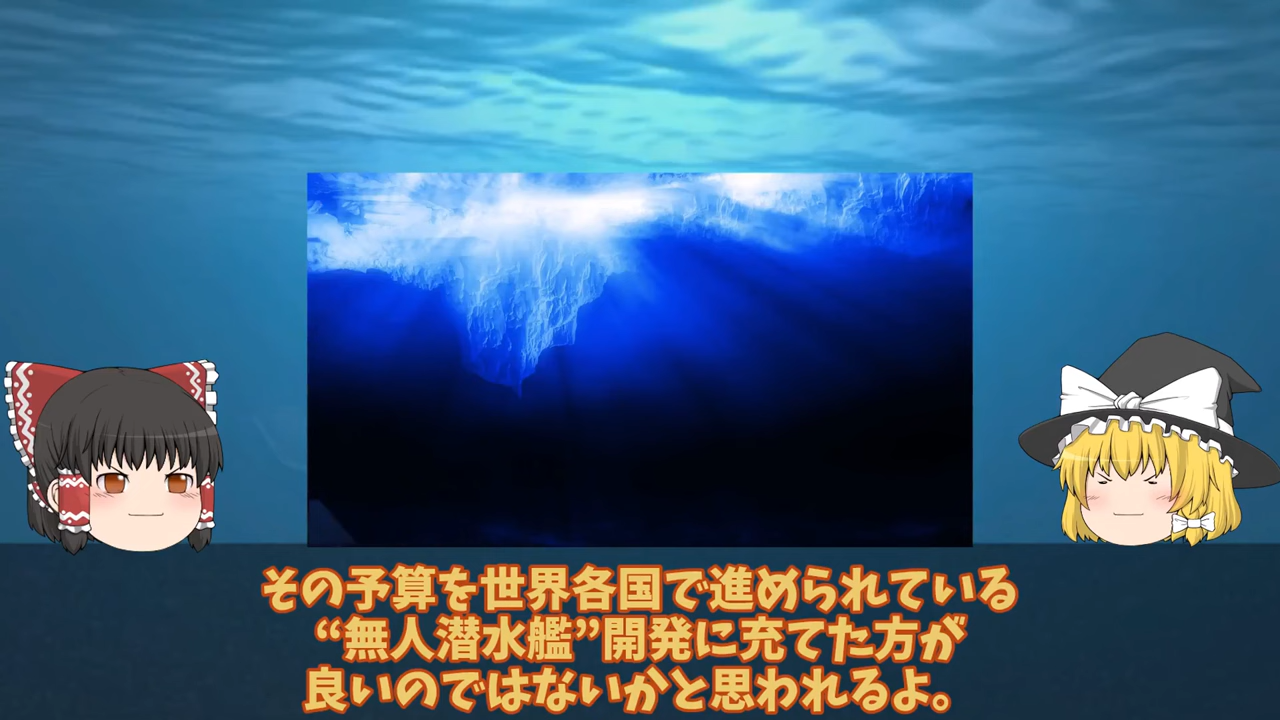 その予算を世界各国で進められている
“無人潜水艦”開発に充てた方が
良いのではないかと思われるよ。